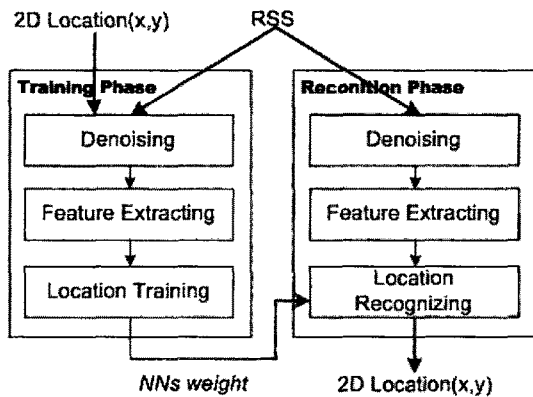 2D Location(x,y)
RSS
Training Phase
Denoising
Feature Extracting
Location Training
NNs weight
Reconition Phase
Denoising
Feature Extracting
Location
Recognizing
2D Location(x,y)